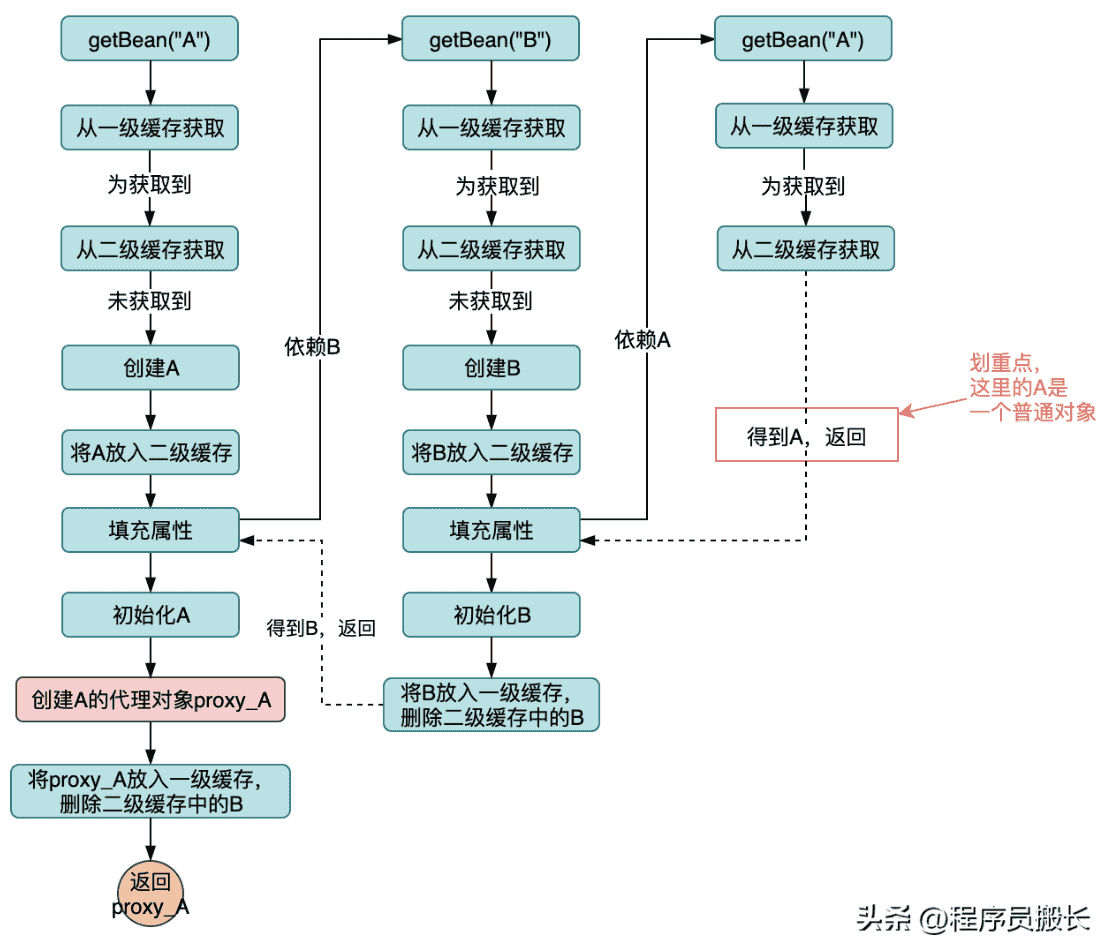 getBean("A")
从一级缓存获取
为获取到
从二级缓存获取
未获取到
创建A
将A放入二级缓存
填充属性
初始化A
创建A的代理对象proxy_A
将proxy_A放入一级缓存，
删除二级缓存中的B
返回
proxy_A
依赖B
得到B，返回
getBean("B")
从一级缓存获取
为获取到
从二级缓存获取
未获取到
创建B
将B放入二级缓存
填充属性
初始化B
将B放入一级缓存，
删除二级缓存中的B
依赖A
getBean("A")
从一级缓存获取
为获取到
从二级缓存获取
得到A，返回
划重点，
这里的A是
一个普通对象
头条 @程序员搬长